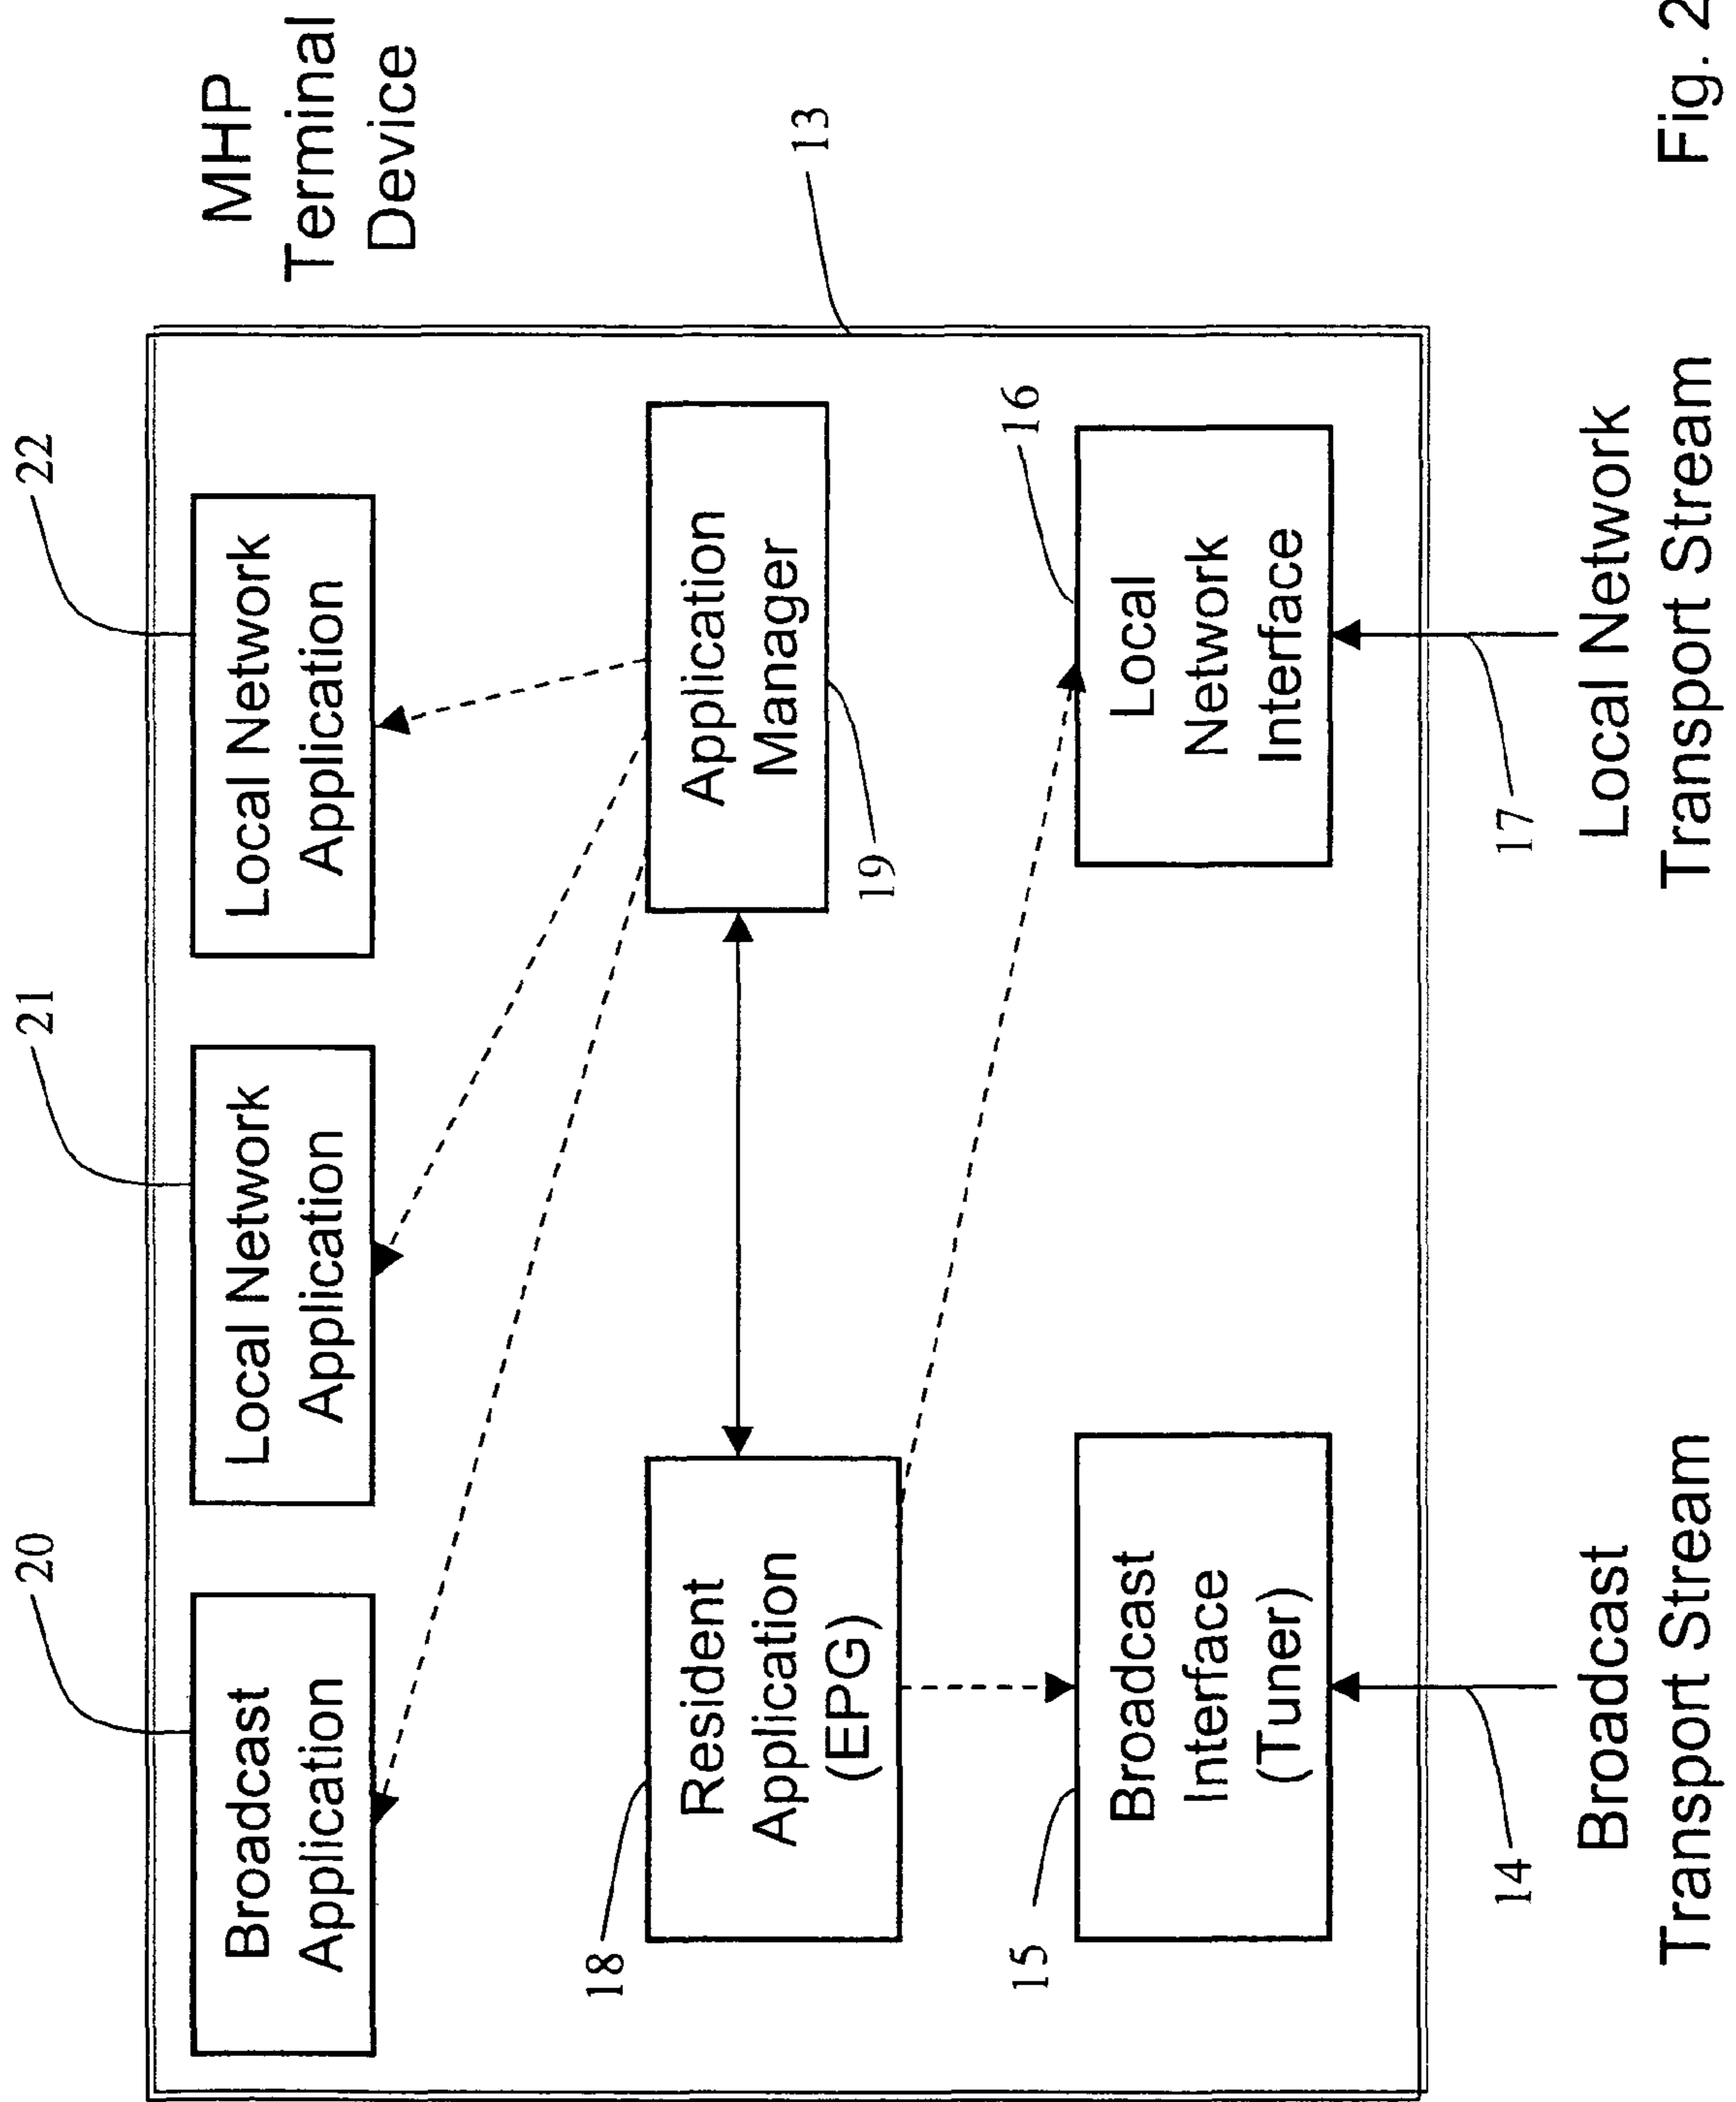 20
21
22
MHP
Terminal
Device
Broadcast
Application
Local Network
Application
Local Network
Application
13
18
Resident
Application
(EPG)
Application
Manager
19
15
16
Broadcast
Interface
(Tuner)
Local
Network
Interface
14
17
Broadcast
Transport Stream
Local Network
Transport Stream
Fig. 2